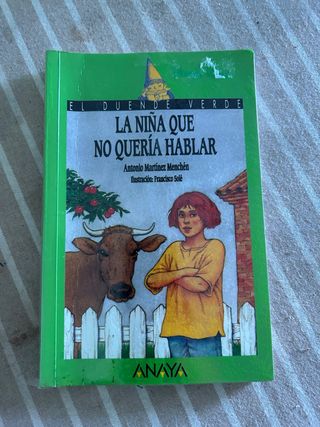 EL DUENDE VERDE
LA NIÑA QUE
NO QUERÍA HABLAR
Antonio Martínez Menchén
Ilustración: Francisco Solé
ANAYA